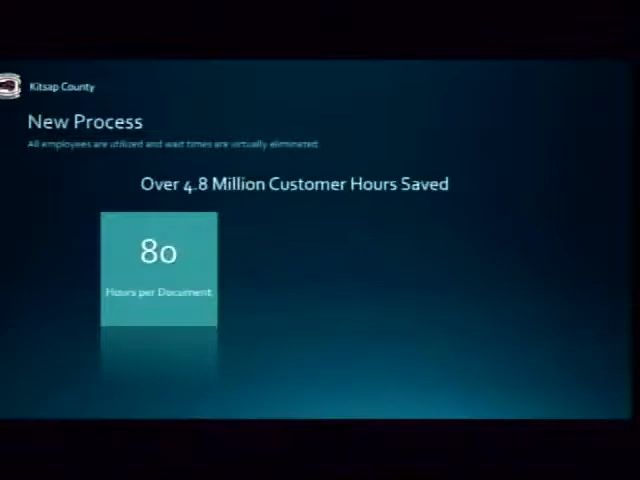 Kitsap County
New Process
All employees are utilized and wait times are virtually eliminated
Over 4.8 Million Customer Hours Saved
80
Hours per Document